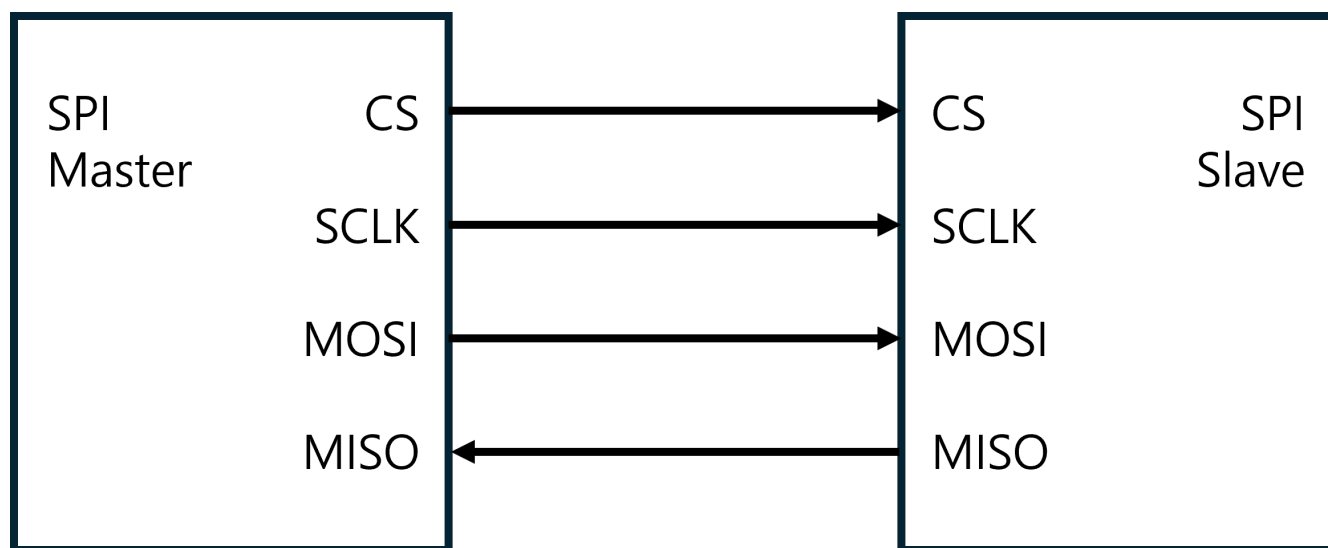 SPI
Master
CS
SCLK
MOSI
MISO
CS
SCLK
MOSI
MISO
SPI
Slave